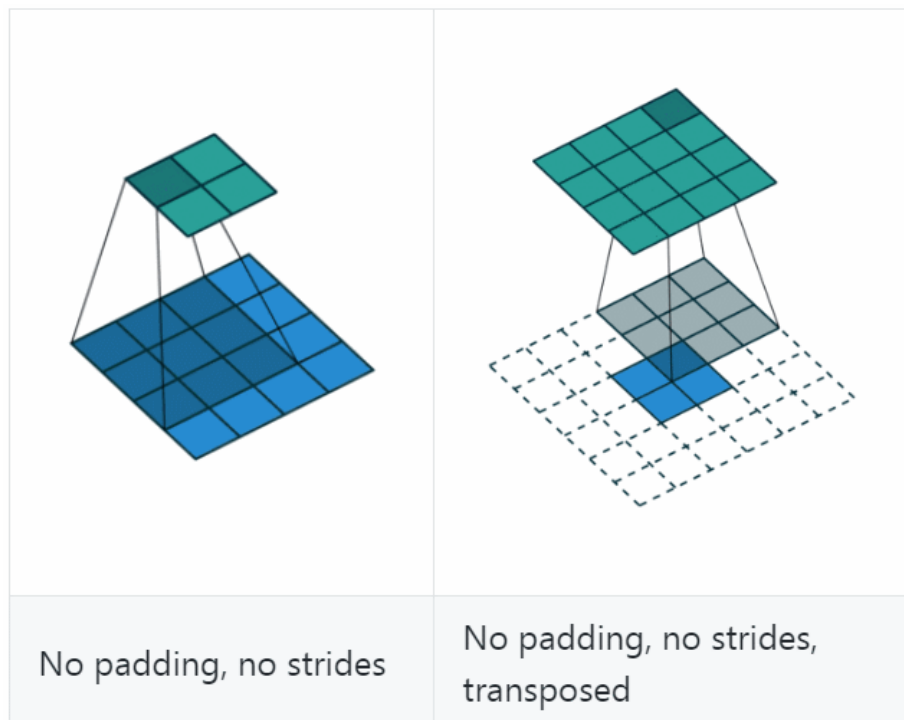 No padding, no strides
No padding, no strides,
transposed